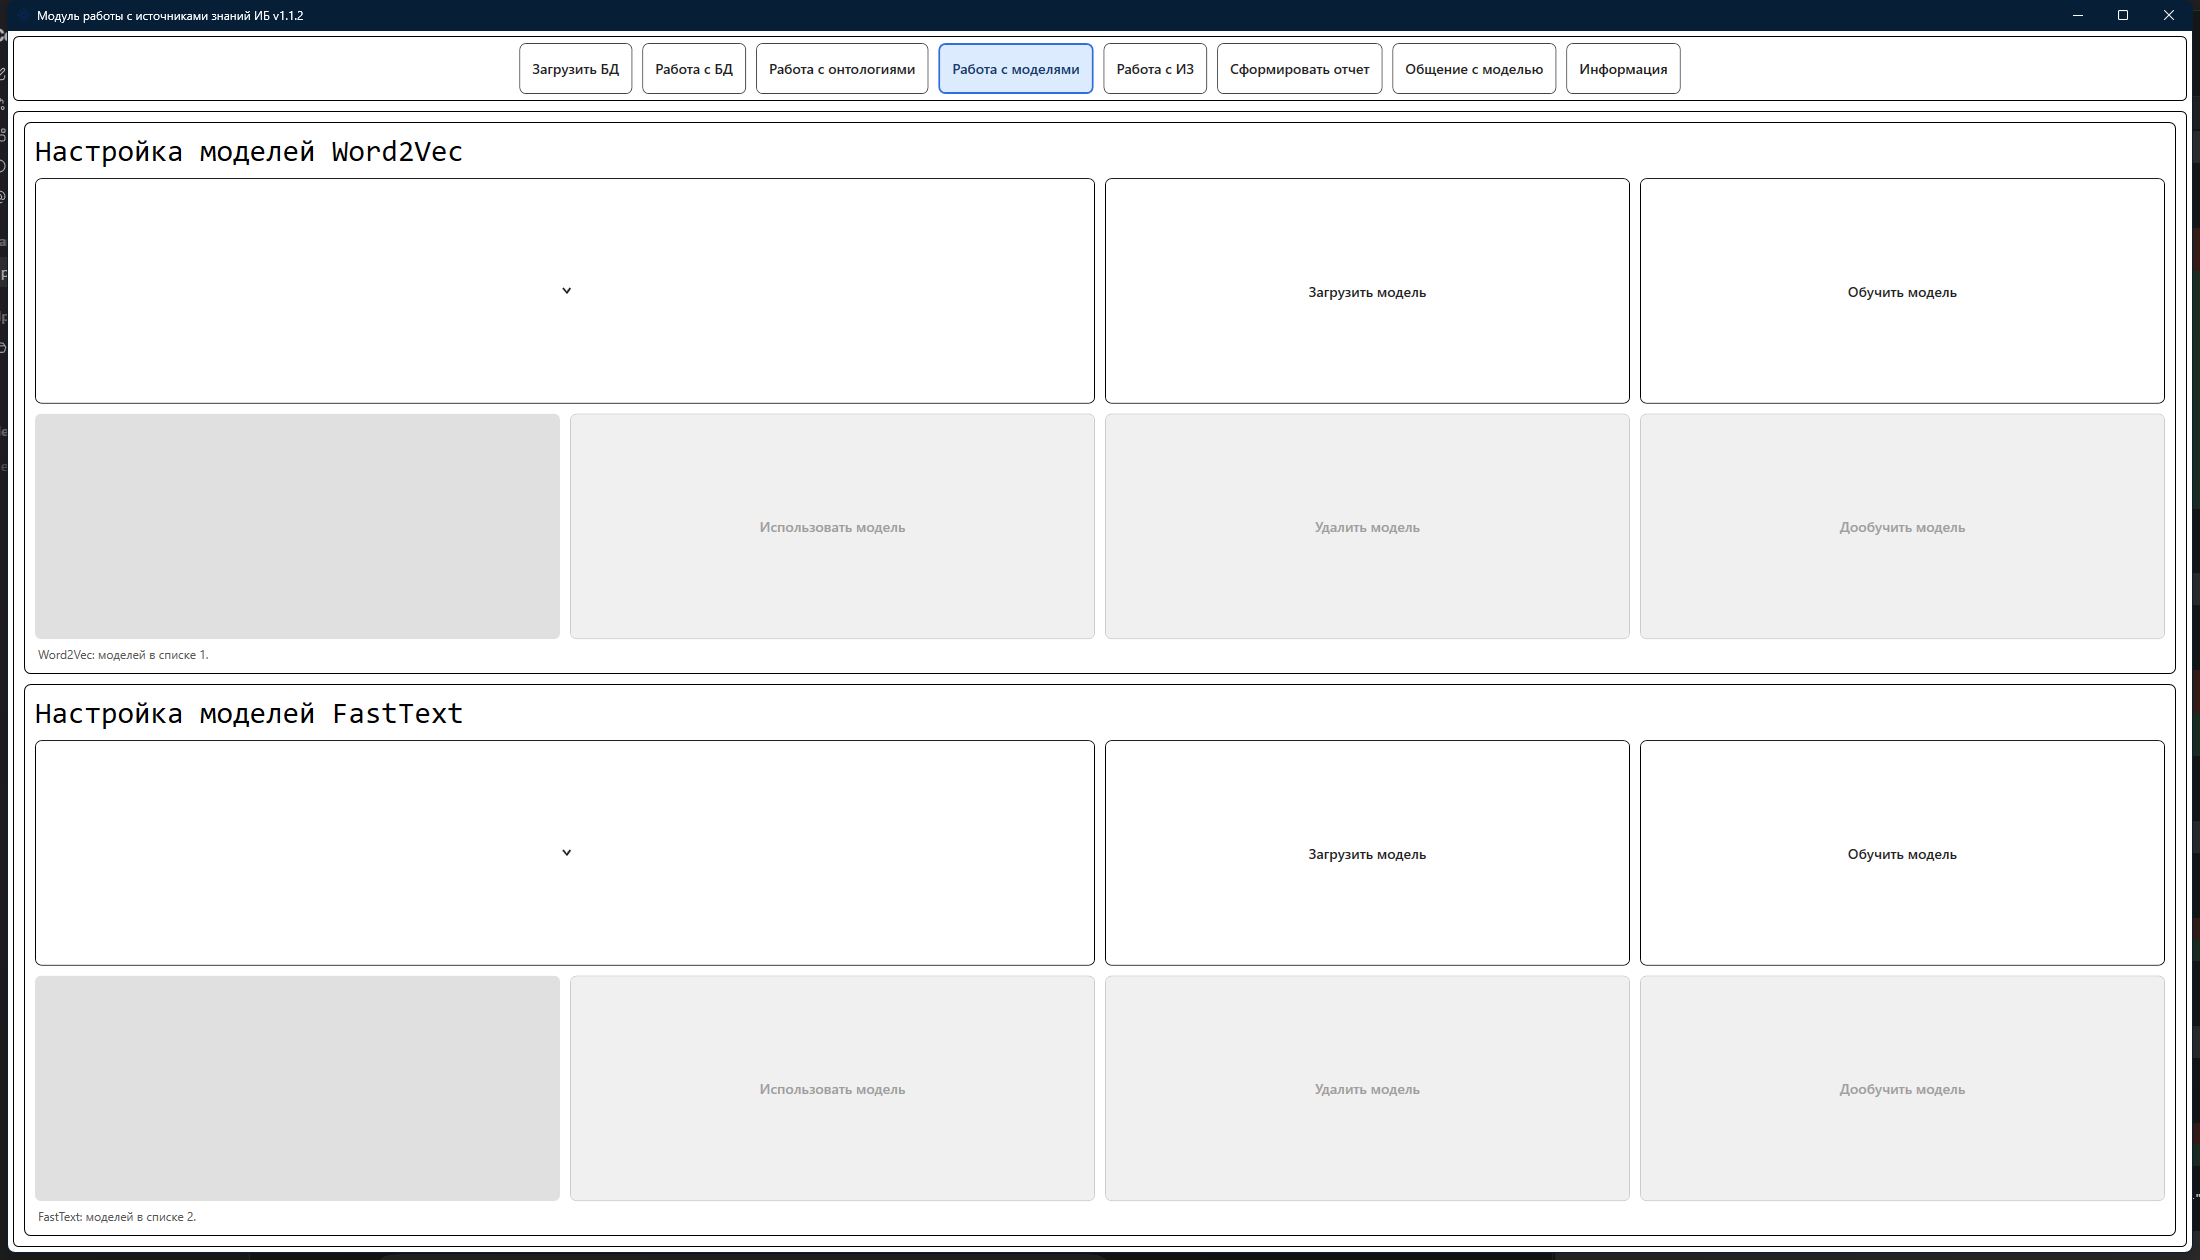 Модуль работы с источниками знаний ИБ v1.1.2
Загрузить БД
Работа с БД
Работа с онтологиями
Работа с моделями
Работа с ИЗ
Сформировать отчет
Общение с моделью
Информация
Настройка моделей Word2Vec
Загрузить модель
Обучить модель
Использовать модель
Удалить модель
Дообучить модель
Word2Vec: моделей в списке 1.
Настройка моделей FastText
Загрузить модель
Обучить модель
Использовать модель
Удалить модель
Дообучить модель
FastText: моделей в списке 2.